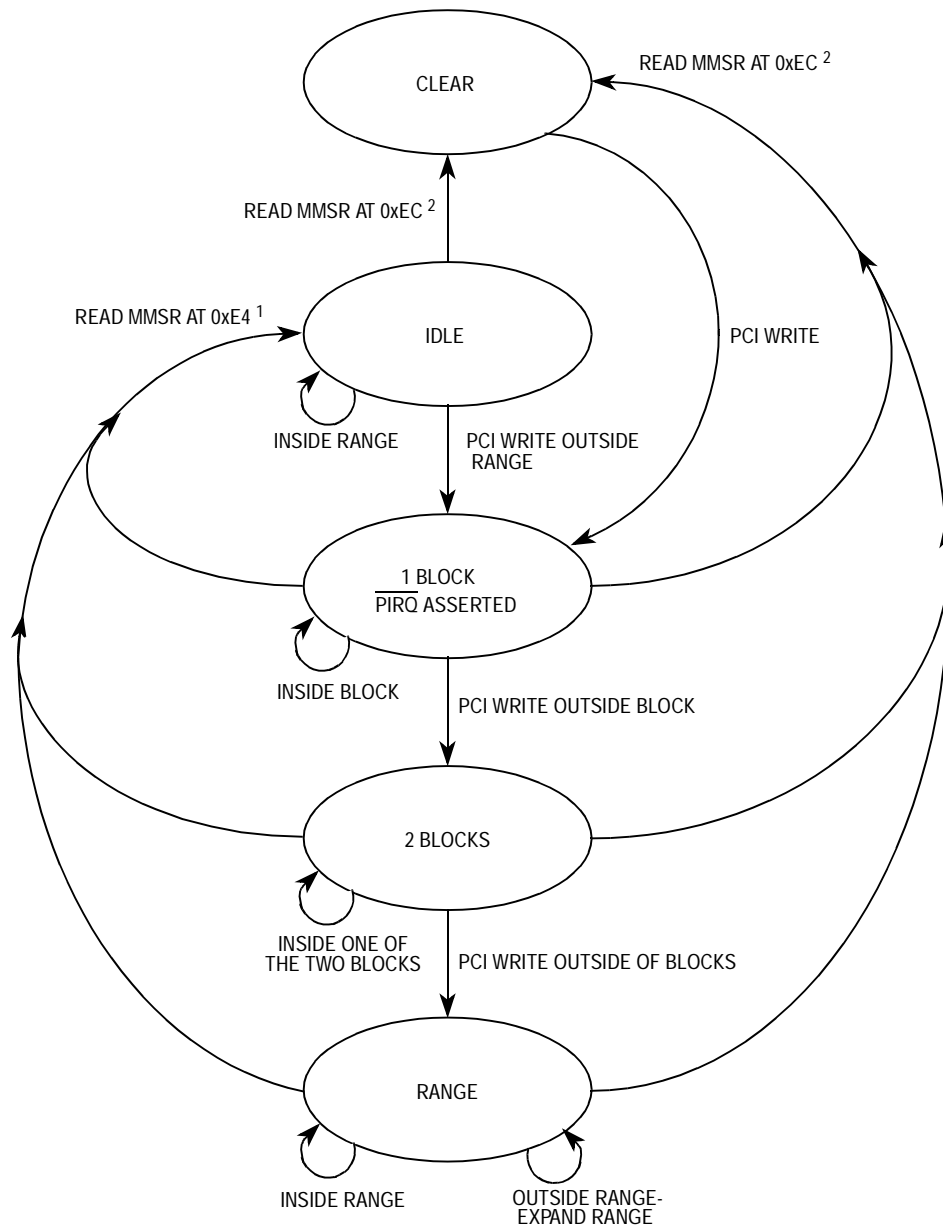 CLEAR
READ MMSR AT 0xEC 2
READ MMSR AT 0xEC 2
IDLE
READ MMSR AT 0xE4 1
PCI WRITE
INSIDE RANGE
PCI WRITE OUTSIDE
RANGE
1 BLOCK
PIRQ ASSERTED
INSIDE BLOCK
PCI WRITE OUTSIDE BLOCK
2 BLOCKS
INSIDE ONE OF
THE TWO BLOCKS
PCI WRITE OUTSIDE OF BLOCKS
RANGE
INSIDE RANGE
OUTSIDE RANGE-
EXPAND RANGE